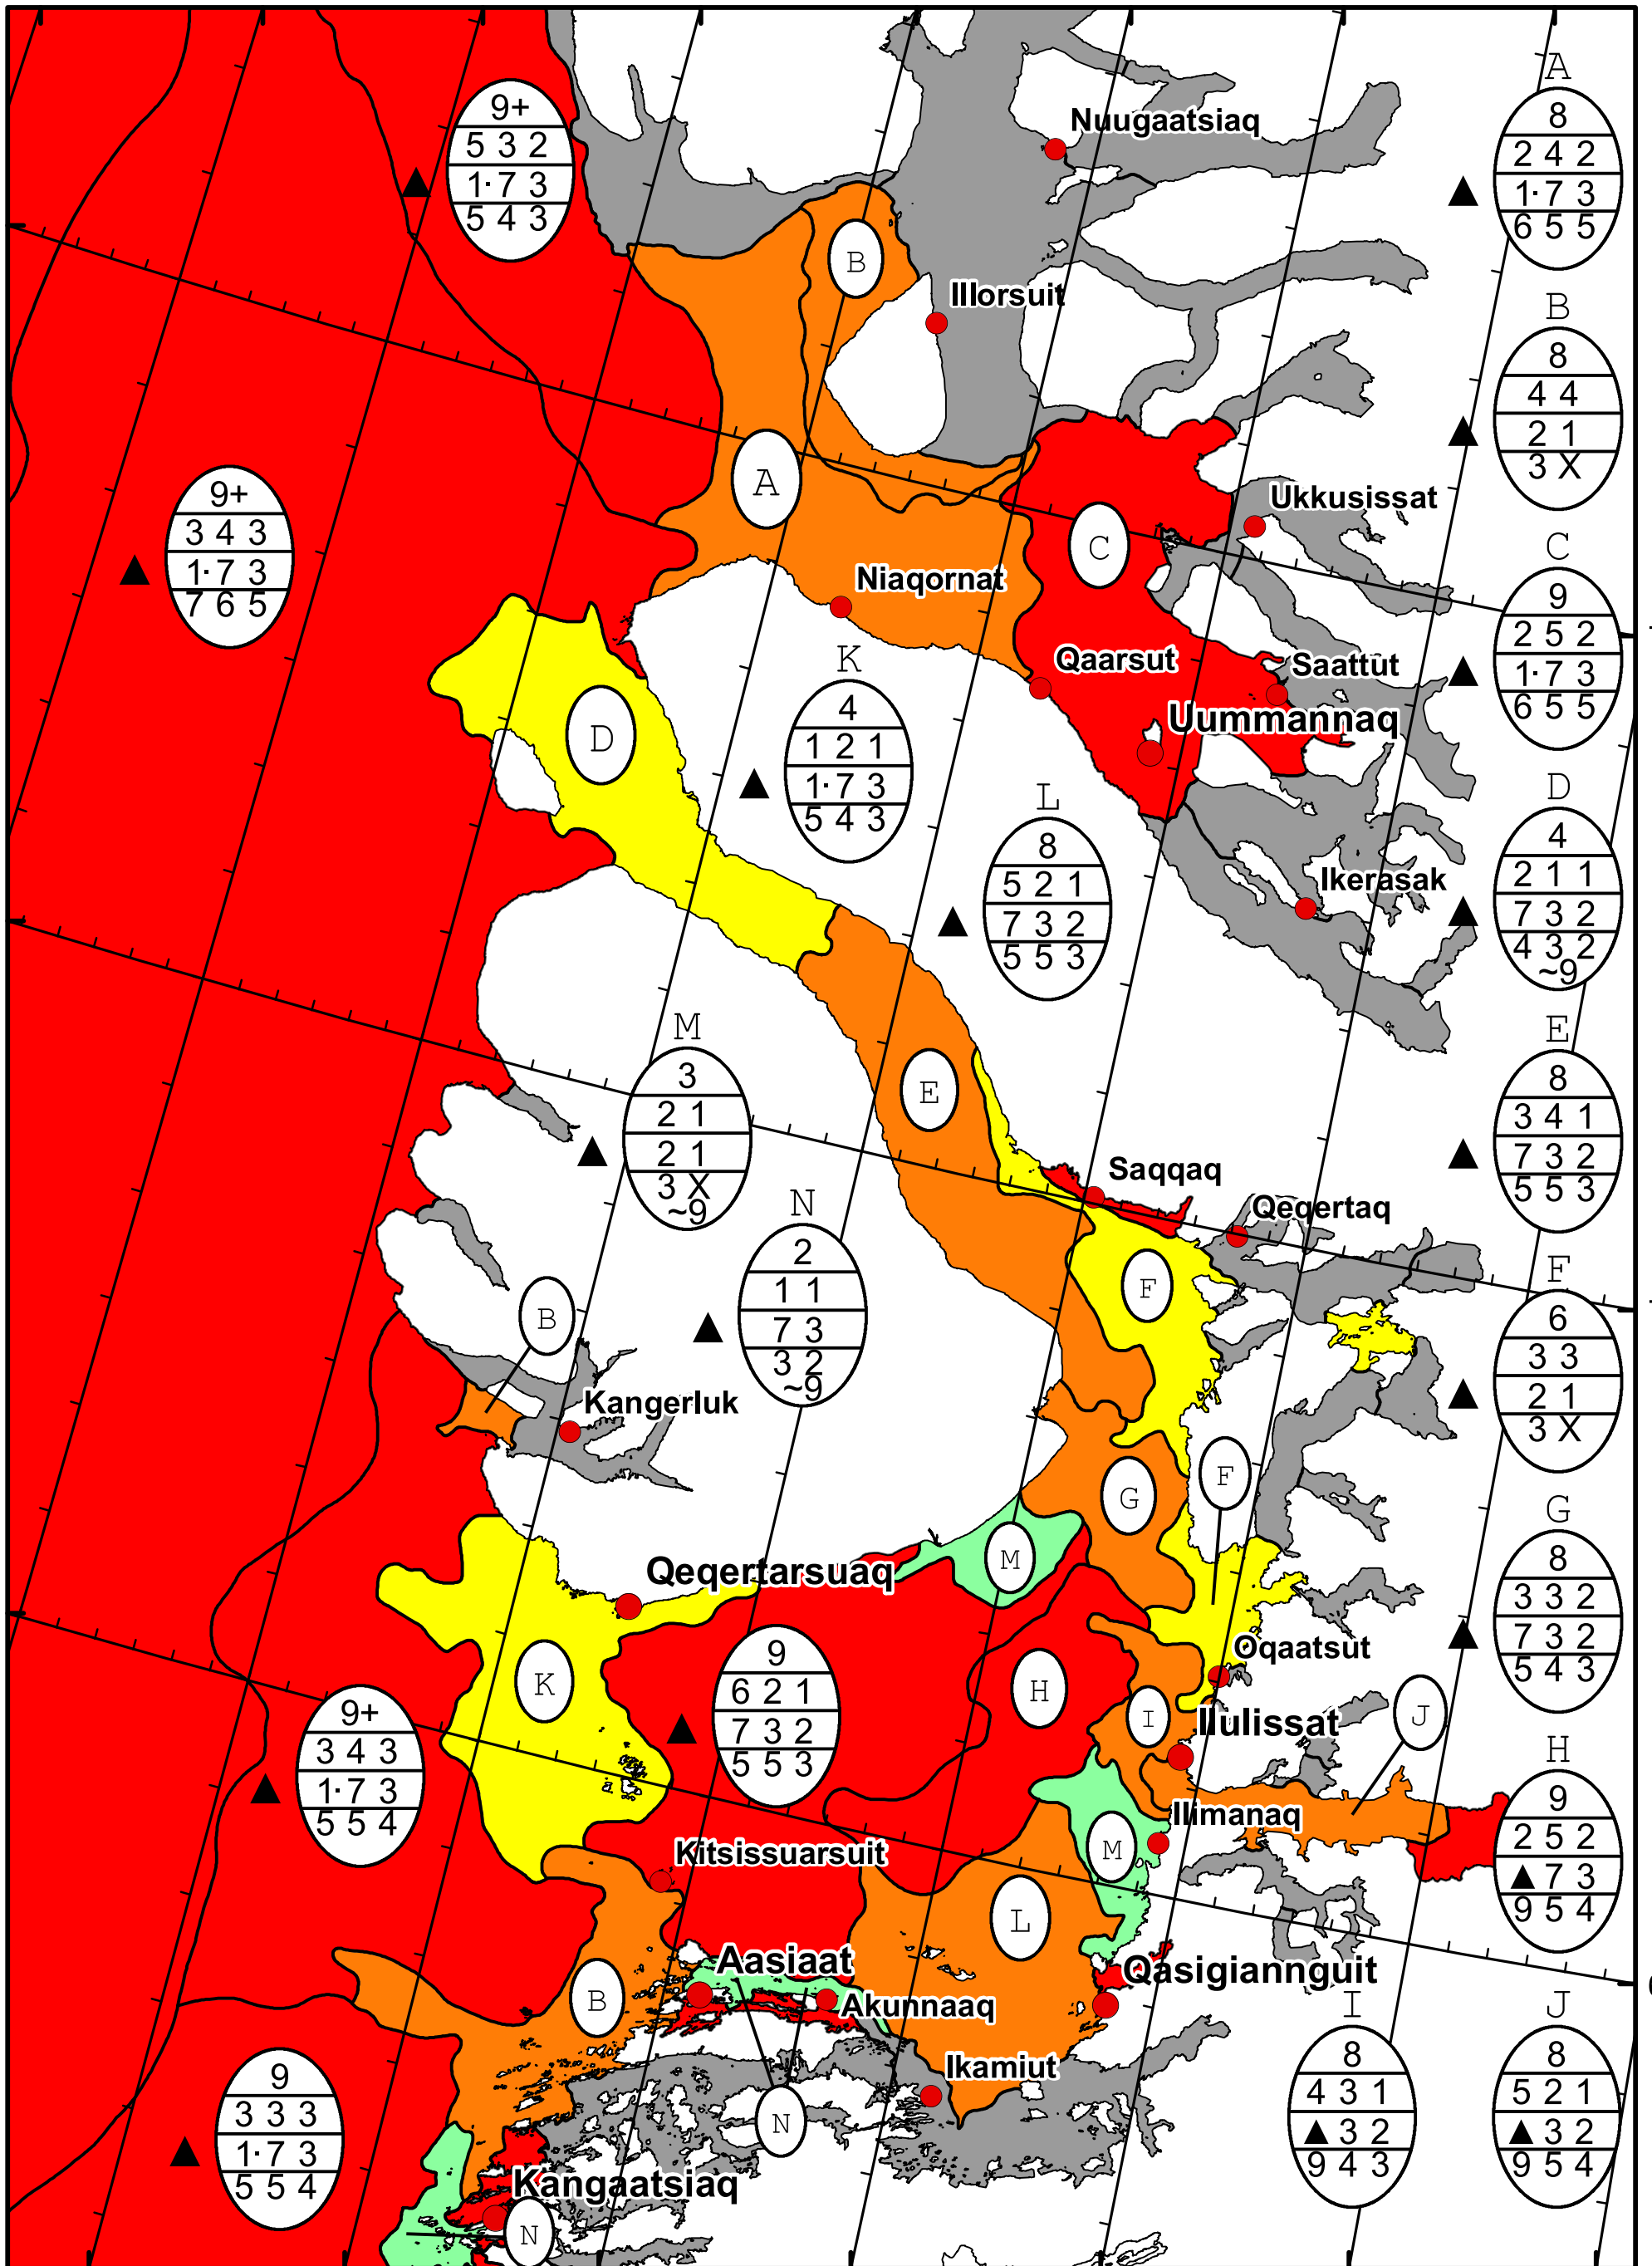 9+
5 3 2
1· 7 3
5 4 3
Nuugaatsiaq
A
8
2 4 2
1· 7 3
6 5 5
B
Illorsuit
B
8
4 4
2 1
3 X
9+
3 4 3
1· 7 3
7 6 5
A
C
Ukkusissat
C
9
2 5 2
1· 7 3
6 5 5
Niaqornat
Qaarsut
Saattut
Uummannaq
D
K
4
1 2 1
1· 7 3
5 4 3
L
8
5 2 1
7 3 2
5 5 3
D
4
2 1 1
7 3 2
4 3 2
~9
Ikerasak
M
3
2 1
2 1
3 X
~9
E
E
8
3 4 1
7 3 2
5 5 3
Saqqaq
Qeqertaq
N
2
1 1
7 3
3 2
~9
B
F
F
6
3 3
2 1
3 X
Kangerluk
G
F
G
8
3 3 2
7 3 2
5 4 3
M
Qeqertarsuaq
K
9
6 2 1
7 3 2
5 5 3
H
I
Oqaatsut
Ilulissat
J
9+
3 4 3
1· 7 3
5 5 4
H
9
2 5 2
▲ 7 3
9 5 4
Ilimanaq
M
Kitsissuarsuit
L
Aasiaat
Akunnaaq
Qasigiannguit
B
Ikamiut
N
I
8
4 3 1
▲ 3 2
9 4 3
J
8
5 2 1
▲ 3 2
9 5 4
9
3 3 3
1· 7 3
5 5 4
Kangaatsiaq
N